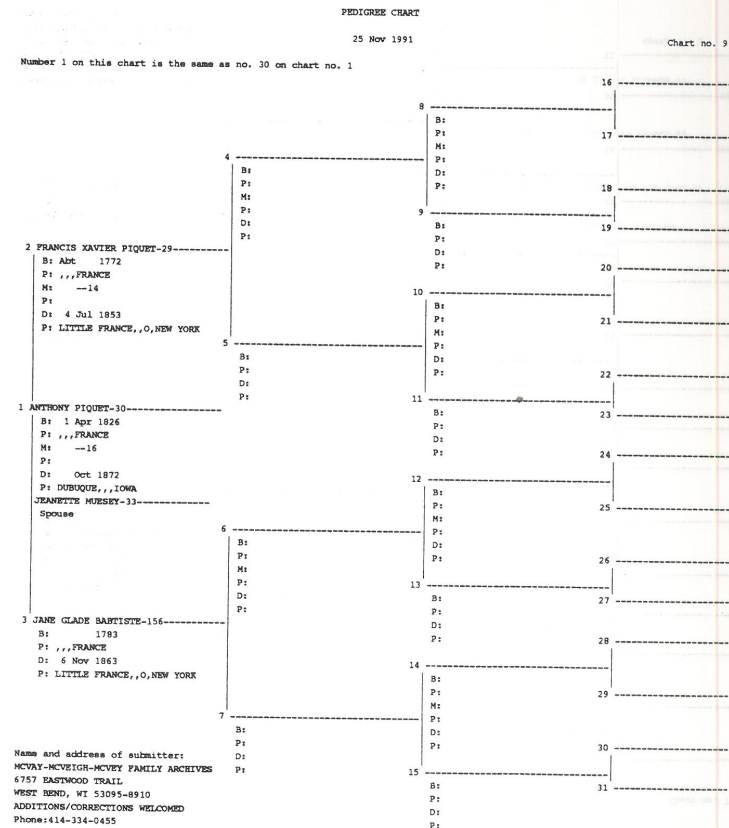 PEDIGREE CHART
25 Nov 1991
Chart no. 9
Number 1 on this chart is the same as no. 30 on chart no. 1
16
8
B:
P:
M:
P:
D:
P:
17
4
B:
P:
M:
P:
D:
P:
18
9
B:
P:
D:
P:
19
2 FRANCIS XAVIER PIQUET-29
B: Abt 1772
P: ,,,FRANCE
M: --14
P:
D: 4 Jul 1853
P: LITTLE FRANCE,,O,NEW YORK
20
10
B:
P:
M:
P:
D:
P:
21
5
B:
P:
D:
P:
22
11
B:
P:
D:
P:
23
1 ANTHONY PIQUET-30
B: 1 Apr 1826
P: ,,,FRANCE
M: --16
P:
D: Oct 1872
P: DUBUQUE,,,IOWA
JEANETTE MUESEY-33
Spouse
24
12
B:
P:
M:
P:
D:
P:
25
6
B:
P:
M:
P:
D:
P:
26
13
B:
P:
D:
P:
27
3 JANE GLADE BABTISTE-156
B: 1783
P: ,,,FRANCE
D: 6 Nov 1863
P: LITTLE FRANCE,,O,NEW YORK
28
14
B:
P:
M:
P:
D:
P:
29
7
B:
P:
D:
P:
30
15
B:
P:
D:
P:
31
Name and address of submitter:
MCVAY-MCVEIGH-MCVEY FAMILY ARCHIVES
6757 EASTWOOD TRAIL
WEST BEND, WI 53095-8910
ADDITIONS/CORRECTIONS WELCOMED
Phone:414-334-0455